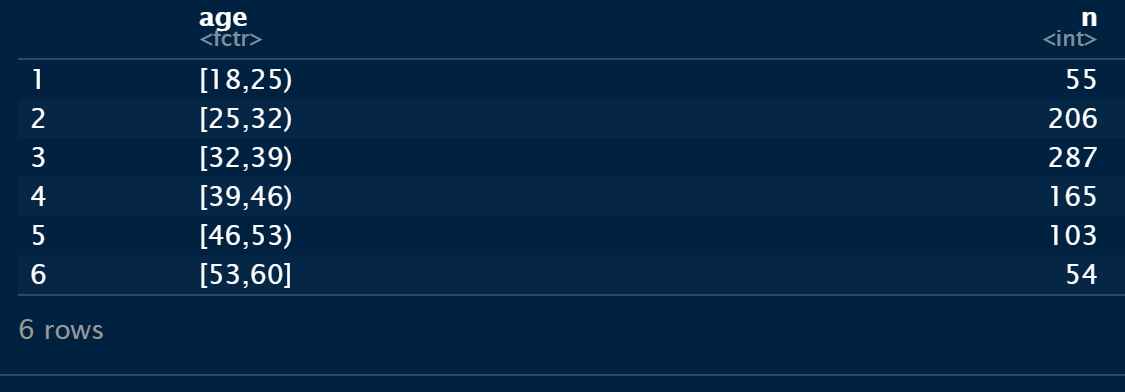 age n
<fctr> <int>
1 [18,25) 55
2 [25,32) 206
3 [32,39) 287
4 [39,46) 165
5 [46,53) 103
6 [53,60] 54
6 rows